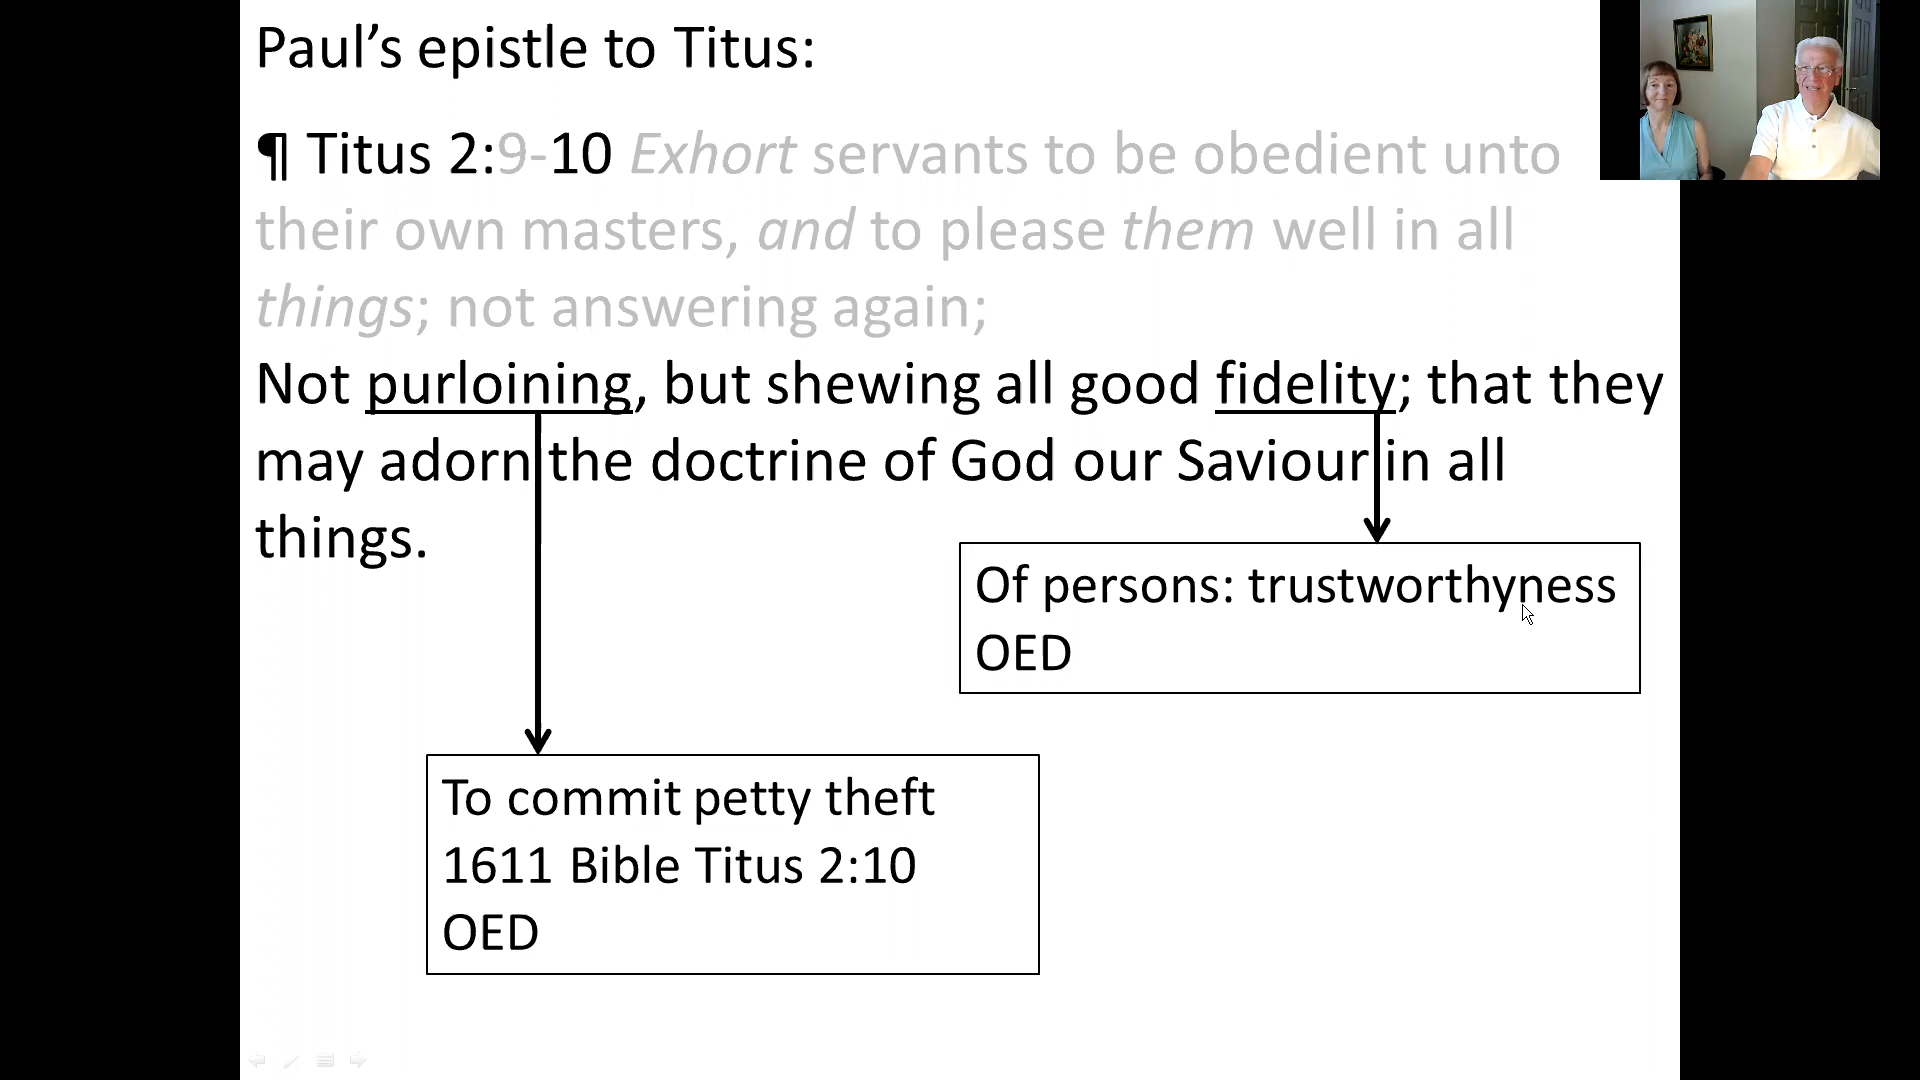 Paul’s epistle to Titus:
¶ Titus 2:9-10 Exhort servants to be obedient unto
their own masters, and to please them well in all
things; not answering again;
Not purloining, but shewing all good fidelity; that they
may adorn the doctrine of God our Saviour in all
things.
Of persons: trustworthyness
OED
To commit petty theft
1611 Bible Titus 2:10
OED